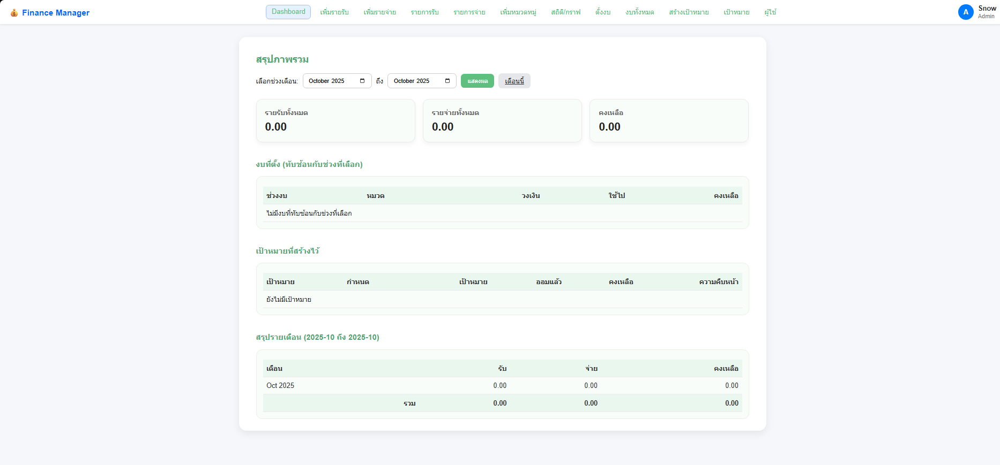 Finance Manager
Dashboard เพิ่มรายรับ เพิ่มรายจ่าย รายการรับ รายการจ่าย เพิ่มหมวดหมู่ สถิติ/กราฟ ตั้งงบ งบทั้งหมด สร้างเป้าหมาย เป้าหมาย ผู้ใช้
A Snow
Admin
สรุปภาพรวม
เลือกช่วงเดือน: October 2025 ถึง October 2025 แสดงผล เดือนนี้
รายรับทั้งหมด รายจ่ายทั้งหมด คงเหลือ
0.00 0.00 0.00
งบที่ตั้ง (ทับซ้อนกับช่วงที่เลือก)
ช่วงงบ หมวด วงเงิน ใช้ไป คงเหลือ
ไม่มีงบที่ทับซ้อนกับช่วงที่เลือก
เป้าหมายที่สร้างไว้
เป้าหมาย กำหนด เป้าหมาย ออมแล้ว คงเหลือ ความคืบหน้า
ยังไม่มีเป้าหมาย
สรุปรายเดือน (2025-10 ถึง 2025-10)
เดือน รับ จ่าย คงเหลือ
Oct 2025 0.00 0.00 0.00
รวม 0.00 0.00 0.00